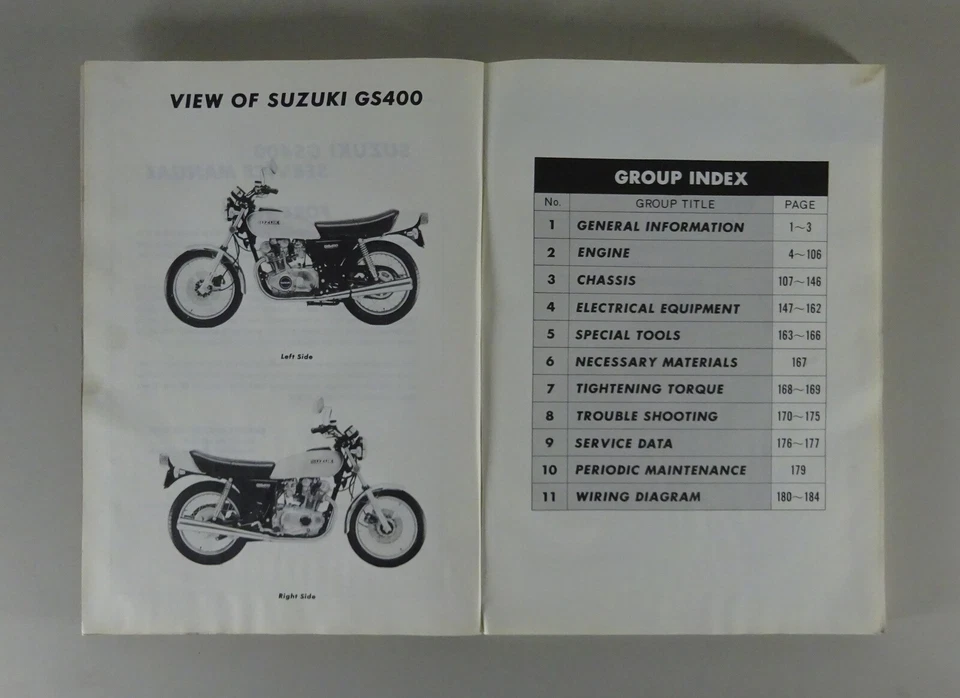 VIEW OF SUZUKI GS400
Left Side
Right Side
GROUP INDEX
No. GROUP TITLE PAGE
1 GENERAL INFORMATION 1~3
2 ENGINE 4~106
3 CHASSIS 107~146
4 ELECTRICAL EQUIPMENT 147~162
5 SPECIAL TOOLS 163~166
6 NECESSARY MATERIALS 167
7 TIGHTENING TORQUE 168~169
8 TROUBLE SHOOTING 170~175
9 SERVICE DATA 176~177
10 PERIODIC MAINTENANCE 179
11 WIRING DIAGRAM 180~184